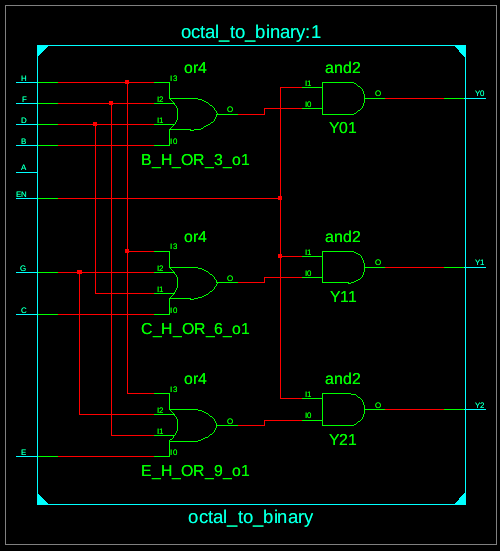 octal_to_binary:1
or4
and2
H
I3
I1
F
I2
O
O
Y0
D
I1
I0
B
I0
Y01
B_H_OR_3_o1
A
EN
or4
and2
I3
I1
G
I2
O
O
Y1
I1
I0
C
I0
Y11
C_H_OR_6_o1
or4
and2
I3
I1
I2
O
O
Y2
I1
I0
E
I0
Y21
E_H_OR_9_o1
octal_to_binary